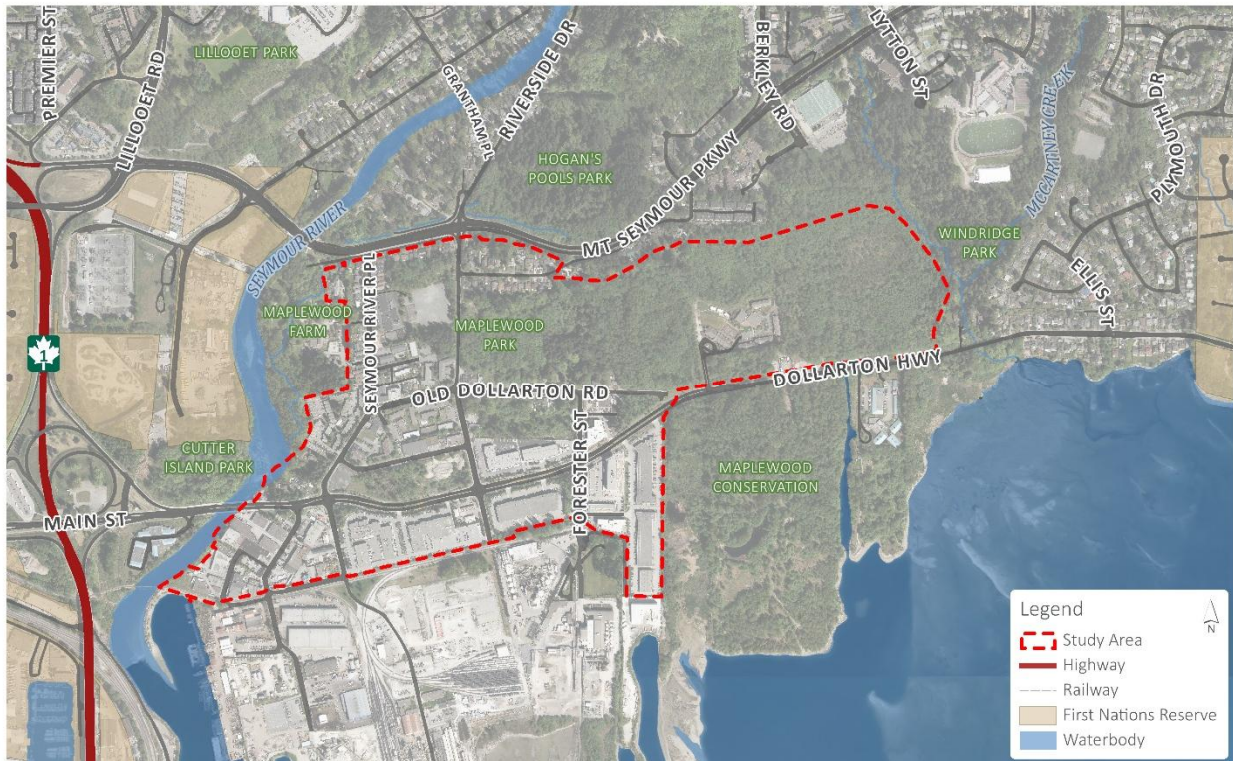 PREMIER ST
LILLOOET RD
LILLOOET PARK
GRANTHAM PL
RIVERSIDE DR
BERKLEY RD
LYTTON ST
MCCARTNEY CREEK
PLYMOUTH DR
HOGAN'S
POOLS PARK
MT SEYMOUR PKWY
SEYMOUR RIVER
WINDRIDGE
PARK
ELLIS ST
1
MAPLEWOOD
FARM
SEYMOUR RIVER PL
MAPLEWOOD
PARK
OLD DOLLARTON RD
DOLLARTON HWY
FORESTER ST
CUTTER
ISLAND PARK
MAPLEWOOD
CONSERVATION
MAIN ST
Legend
N
Study Area
Highway
Railway
First Nations Reserve
Waterbody